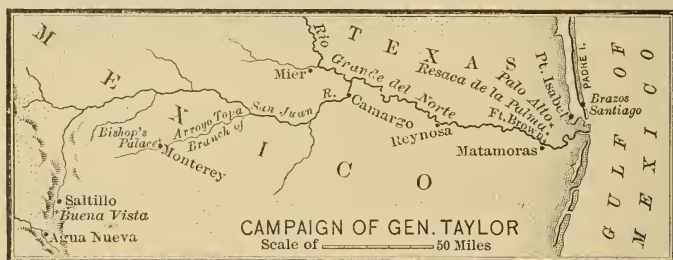 MEXICO
TEXAS
Rio Grande del Norte
Mier
Resaca de la Palma
Palo Alto
Pt. Isabel
PADRE I.
Brazos
Santiago
GULF OF
MEXICO
Ft. Brown
Matamoras
Reynosa
Camargo
San Juan R.
Arroyo Topa
Branch of
Bishop's
Palace
Monterey
Saltillo
Buena Vista
Agua Nueva
CAMPAIGN OF GEN. TAYLOR
Scale of 50 Miles